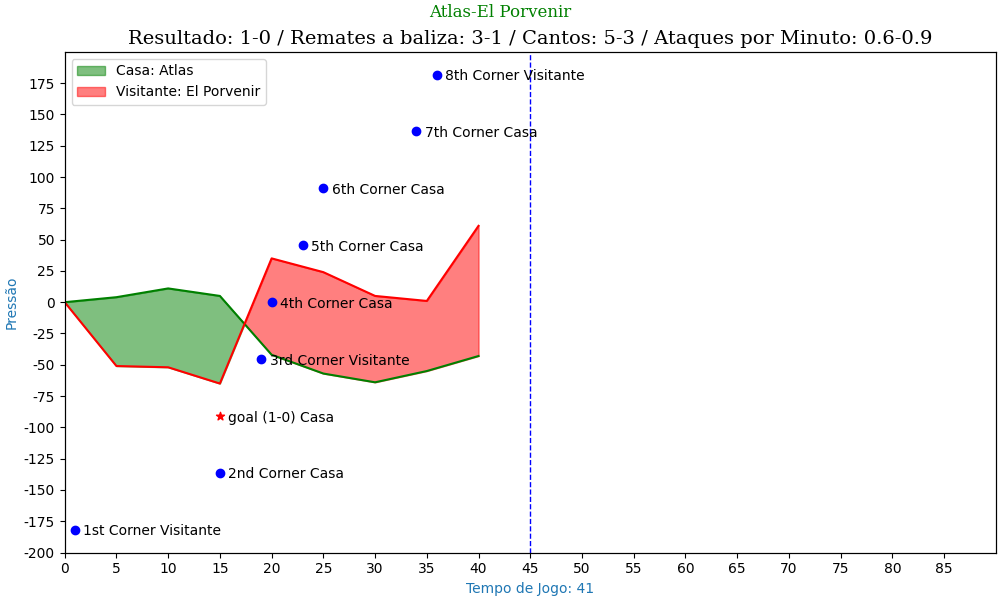 Atlas-El Porvenir
Resultado: 1-0 / Remates a baliza: 3-1 / Cantos: 5-3 / Ataques por Minuto: 0.6-0.9
Casa: Atlas
Visitante: El Porvenir
8th Corner Visitante
7th Corner Casa
6th Corner Casa
5th Corner Casa
4th Corner Casa
3rd Corner Visitante
goal (1-0) Casa
2nd Corner Casa
1st Corner Visitante
Pressão
175
150
125
100
75
50
25
0
-25
-50
-75
-100
-125
-150
-175
-200
0 5 10 15 20 25 30 35 40 45 50 55 60 65 70 75 80 85
Tempo de Jogo: 41